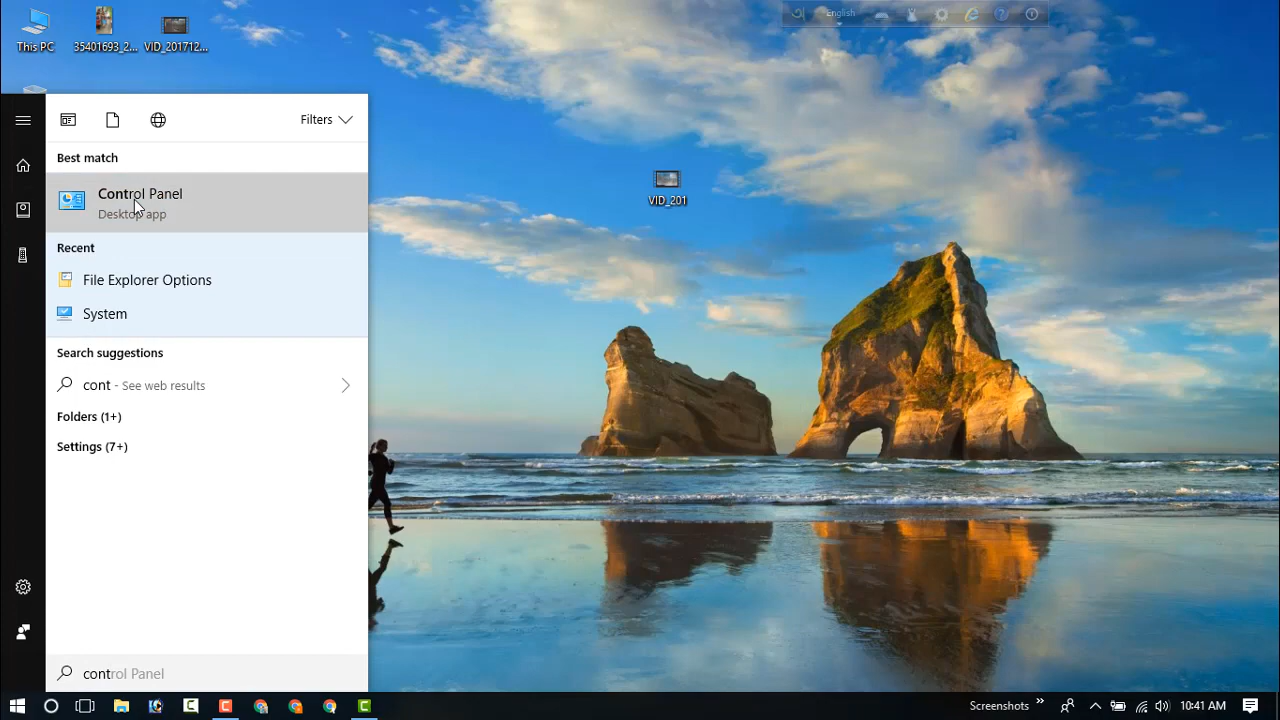 This PC
35401693_2...
VID_201712...
English
Filters
Best match
Control Panel
Desktop app
Recent
File Explorer Options
System
VID_201
Search suggestions
cont - See web results
Folders (1+)
Settings (7+)
control Panel
Screenshots
10:41 AM